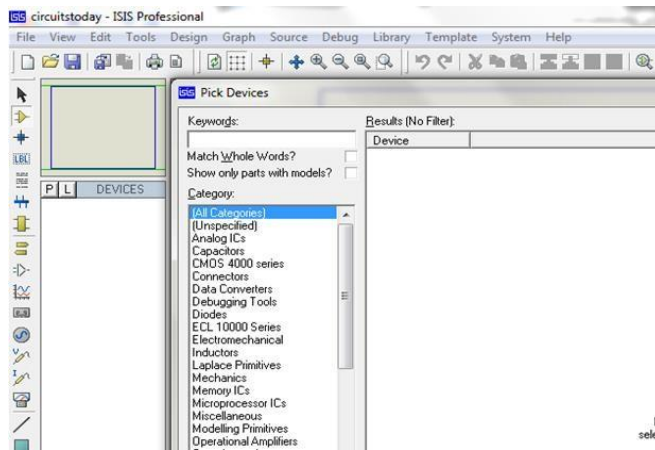 ISIS circuitstoday - ISIS Professional
File View Edit Tools Design Graph Source Debug Library Template System Help
ISIS Pick Devices
Keywords:
Results (No Filter):
Device
Match Whole Words?
Show only parts with models?
LBL
P L DEVICES
Category:
(All Categories)
(Unspecified)
Analog ICs
Capacitors
CMOS 4000 series
Connectors
Data Converters
Debugging Tools
Diodes
ECL 10000 Series
Electromechanical
Inductors
Laplace Primitives
Mechanics
Memory ICs
Microprocessor ICs
Miscellaneous
Modelling Primitives
Operational Amplifiers